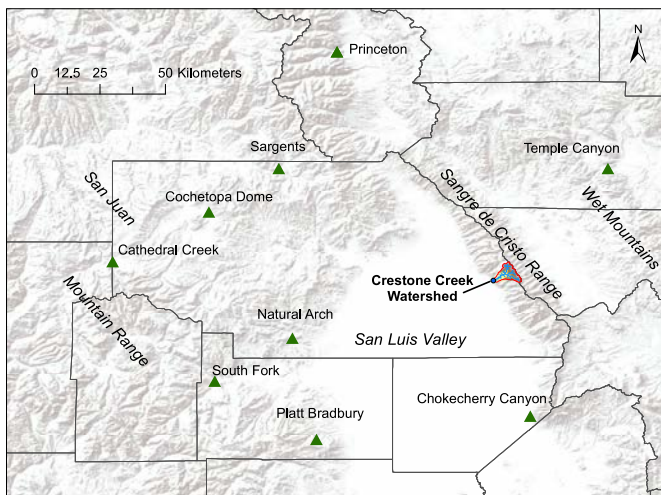 Princeton
N
0 12.5 25 50 Kilometers
Sargents
Temple Canyon
San Juan
Cochetopa Dome
Sangre de Cristo Range
Wet Mountains
Cathedral Creek
Crestone Creek
Watershed
Mountain Range
Natural Arch
San Luis Valley
South Fork
Platt Bradbury
Chokecherry Canyon